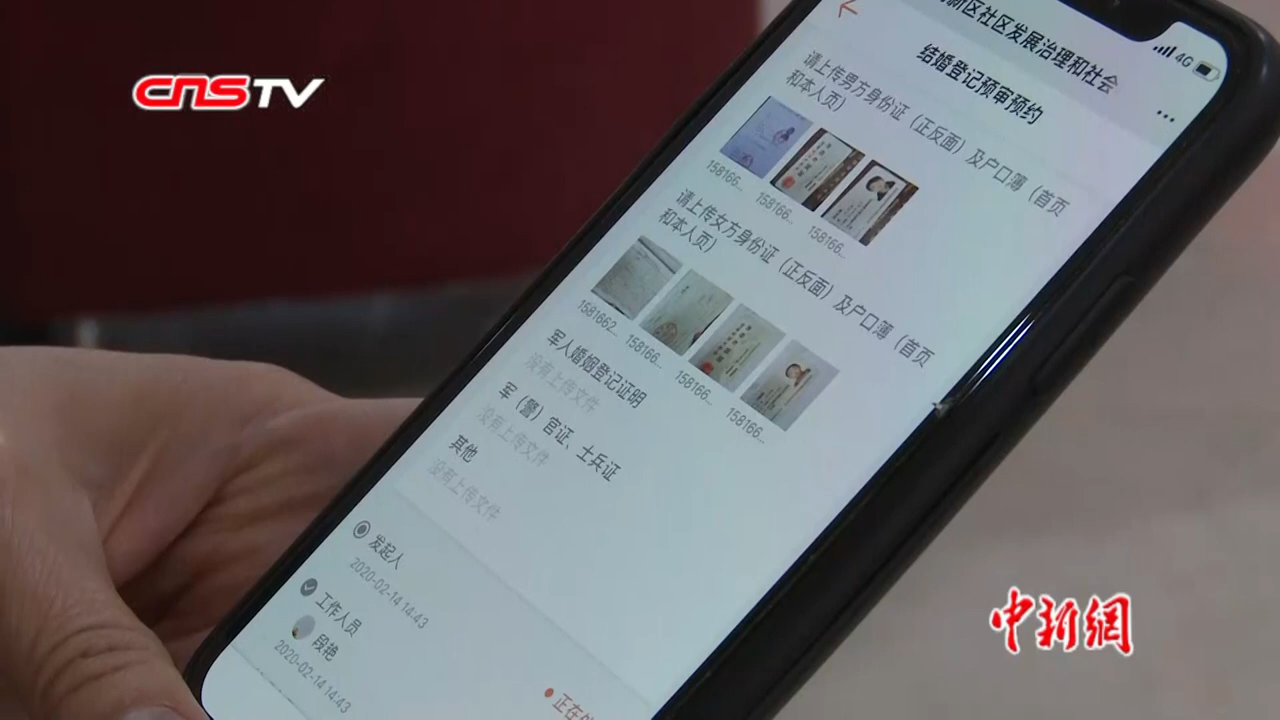 CNSTV
新区社区发展治理和社会
4G
结婚登记预审预约
请上传男方身份证（正反面）及户口簿（首页
和本人页）
158166...
158166...
158166...
请上传女方身份证（正反面）及户口簿（首页
和本人页）
1581662...
158166...
158166...
158166...
军人婚姻登记证明
没有上传文件
军（警）官证、士兵证
没有上传文件
其他
没有上传文件
发起人
2020-02-14 14:43
工作人员
段艳
2020-02-14 14:43
正在
中新網